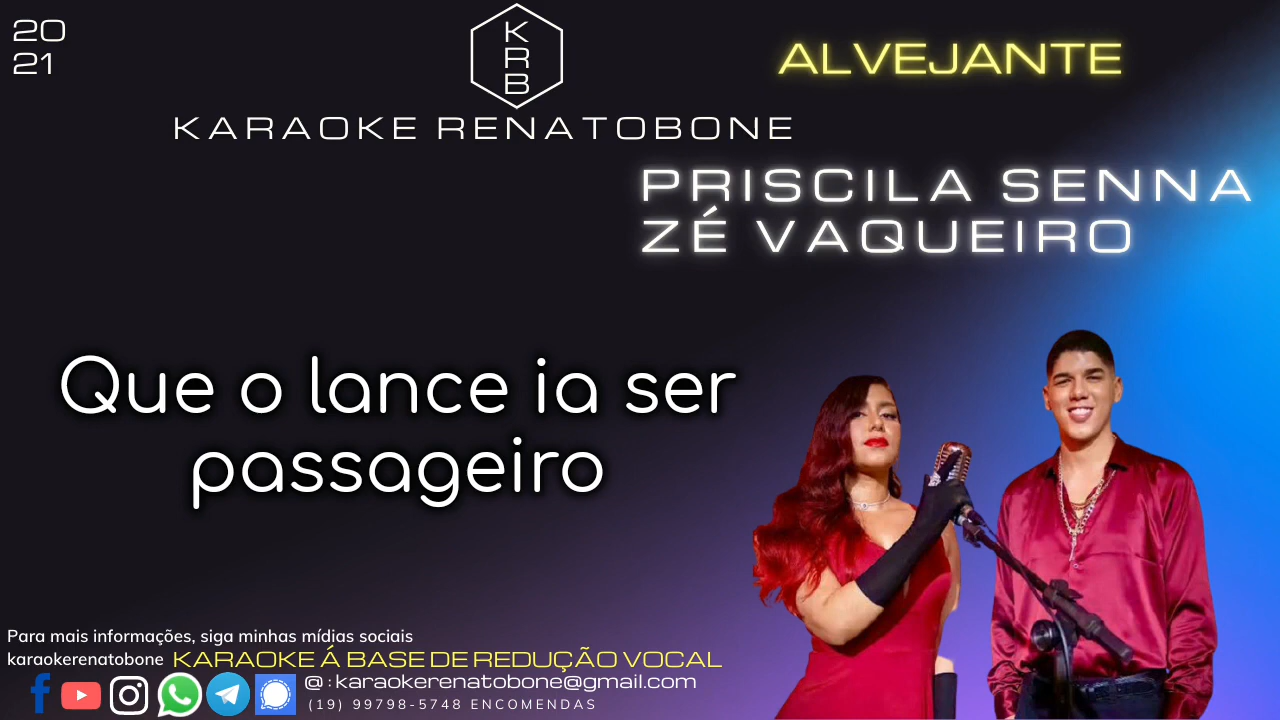 20
21
K
R
B
KARAOKE RENATOBONE
ALVEJANTE
PRISCILA SENNA
ZÉ VAQUEIRO
Que o lance ia ser
passageiro
Para mais informações, siga minhas mídias sociais
karaokerenatobone KARAOKE Á BASE DE REDUÇÃO VOCAL
@ : karaokerenatobone@gmail.com
(19) 99798-5748 ENCOMENDAS